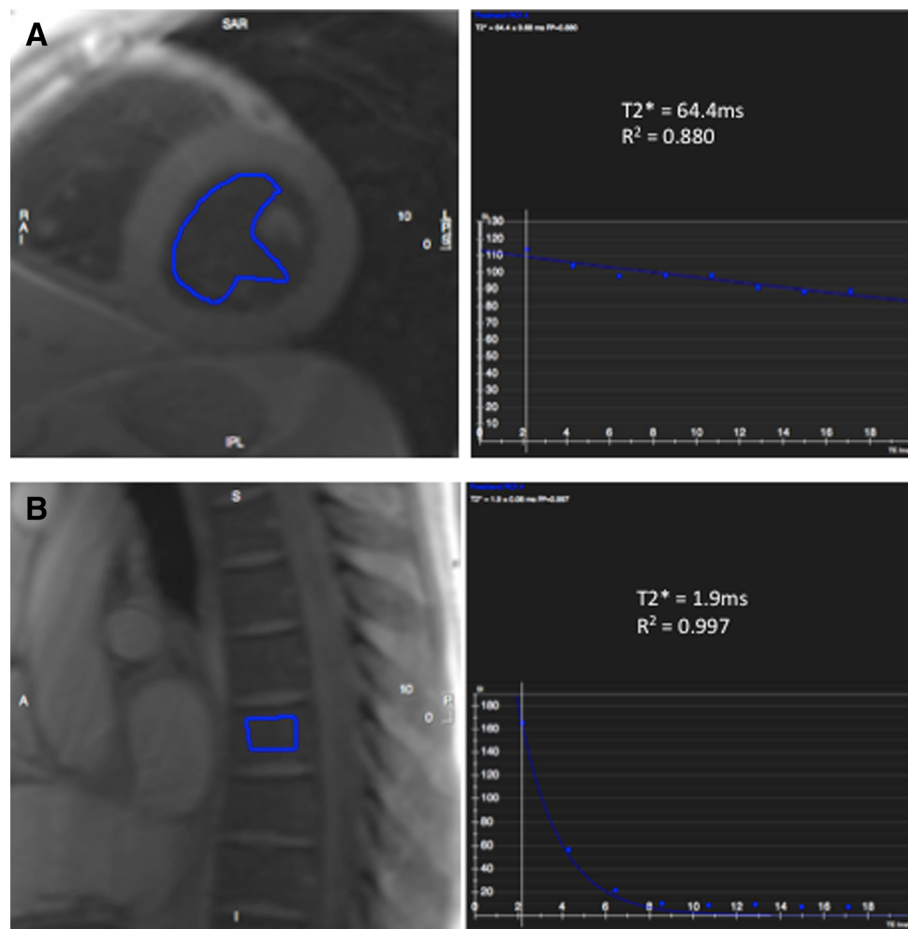 A
SAR
R
A
I
10
0
L
P
S
IPL
T2* = 64.4ms
R² = 0.880
130
120
110
100
90
80
70
60
50
40
30
20
10
0 2 4 6 8 10 12 14 16 18
B
S
A
10
0
P
I
T2* = 1.9ms
R² = 0.997
180
160
140
120
100
80
60
40
20
0 2 4 6 8 10 12 14 16 18